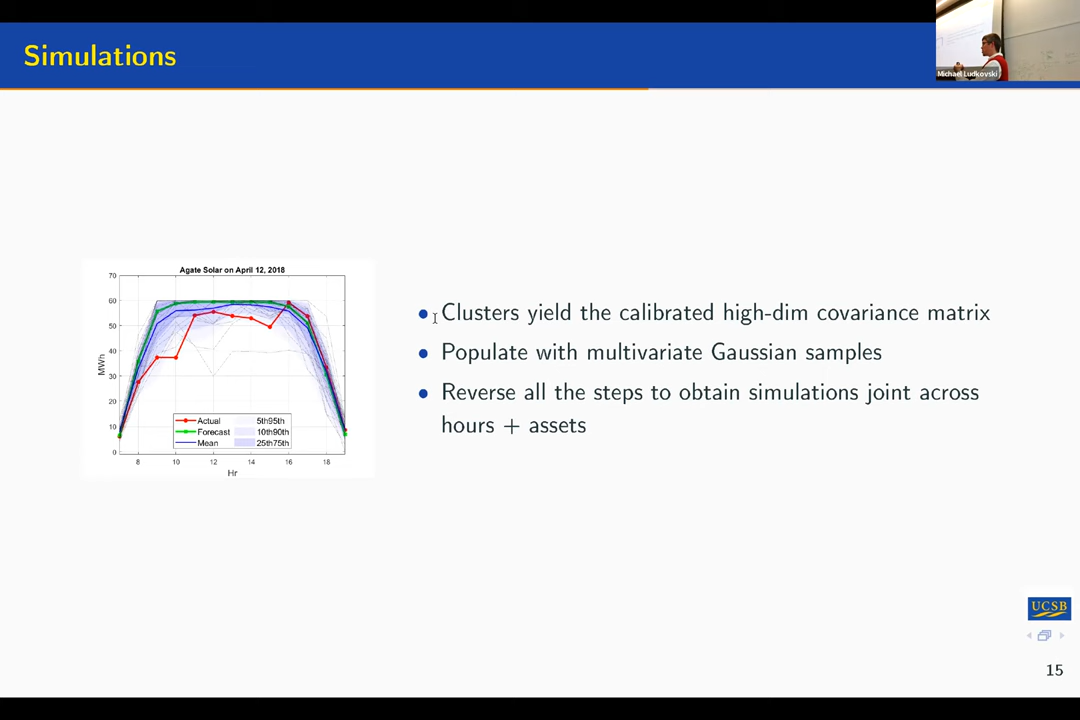 Simulations
Michael Ludkovski
Agate Solar on April 12, 2018
70
60
50
40
30
20
10
0
MWh
8
10
12
14
16
18
Hr
Actual
Forecast
Mean
5th95th
10th90th
25th75th
• Clusters yield the calibrated high-dim covariance matrix
• Populate with multivariate Gaussian samples
• Reverse all the steps to obtain simulations joint across
hours + assets
UCSB
15